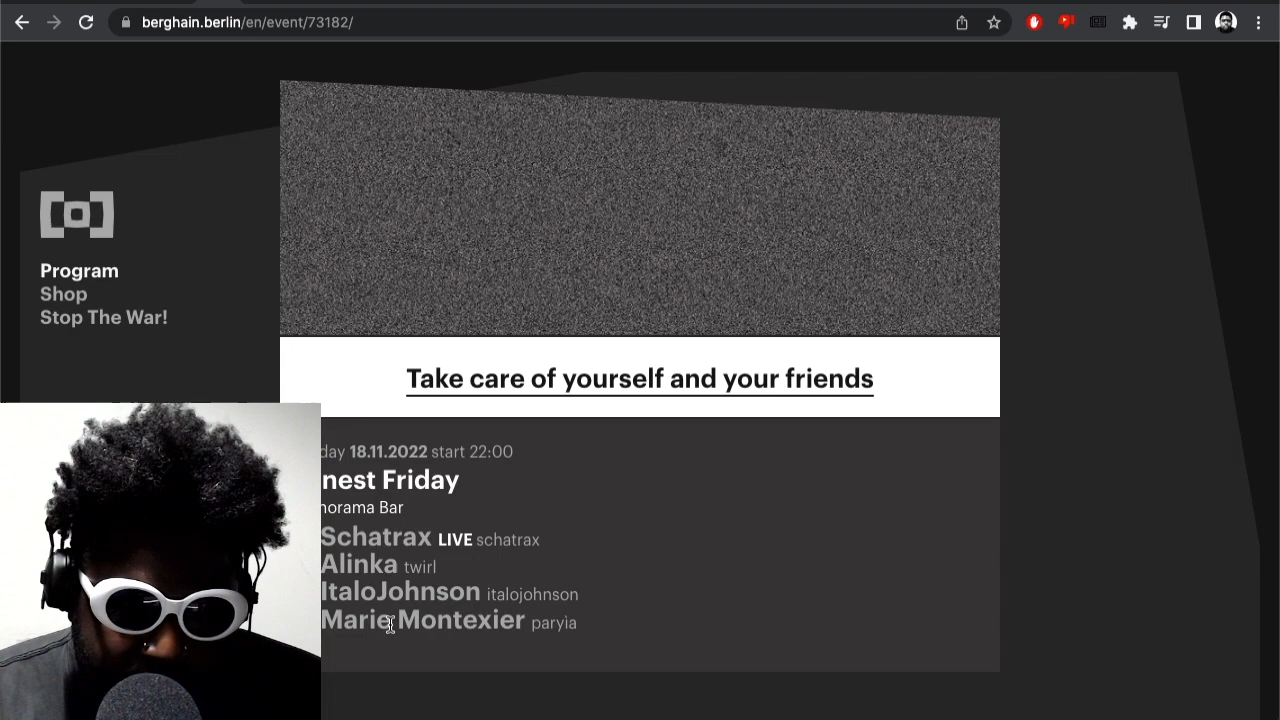 berghain.berlin/en/event/73182/
Program
Shop
Stop The War!
Take care of yourself and your friends
day 18.11.2022 start 22:00
nest Friday
norama Bar
Schatrax LIVE schatrax
Alinka twirl
ItaloJohnson italojohnson
Marie Montexier paryìa